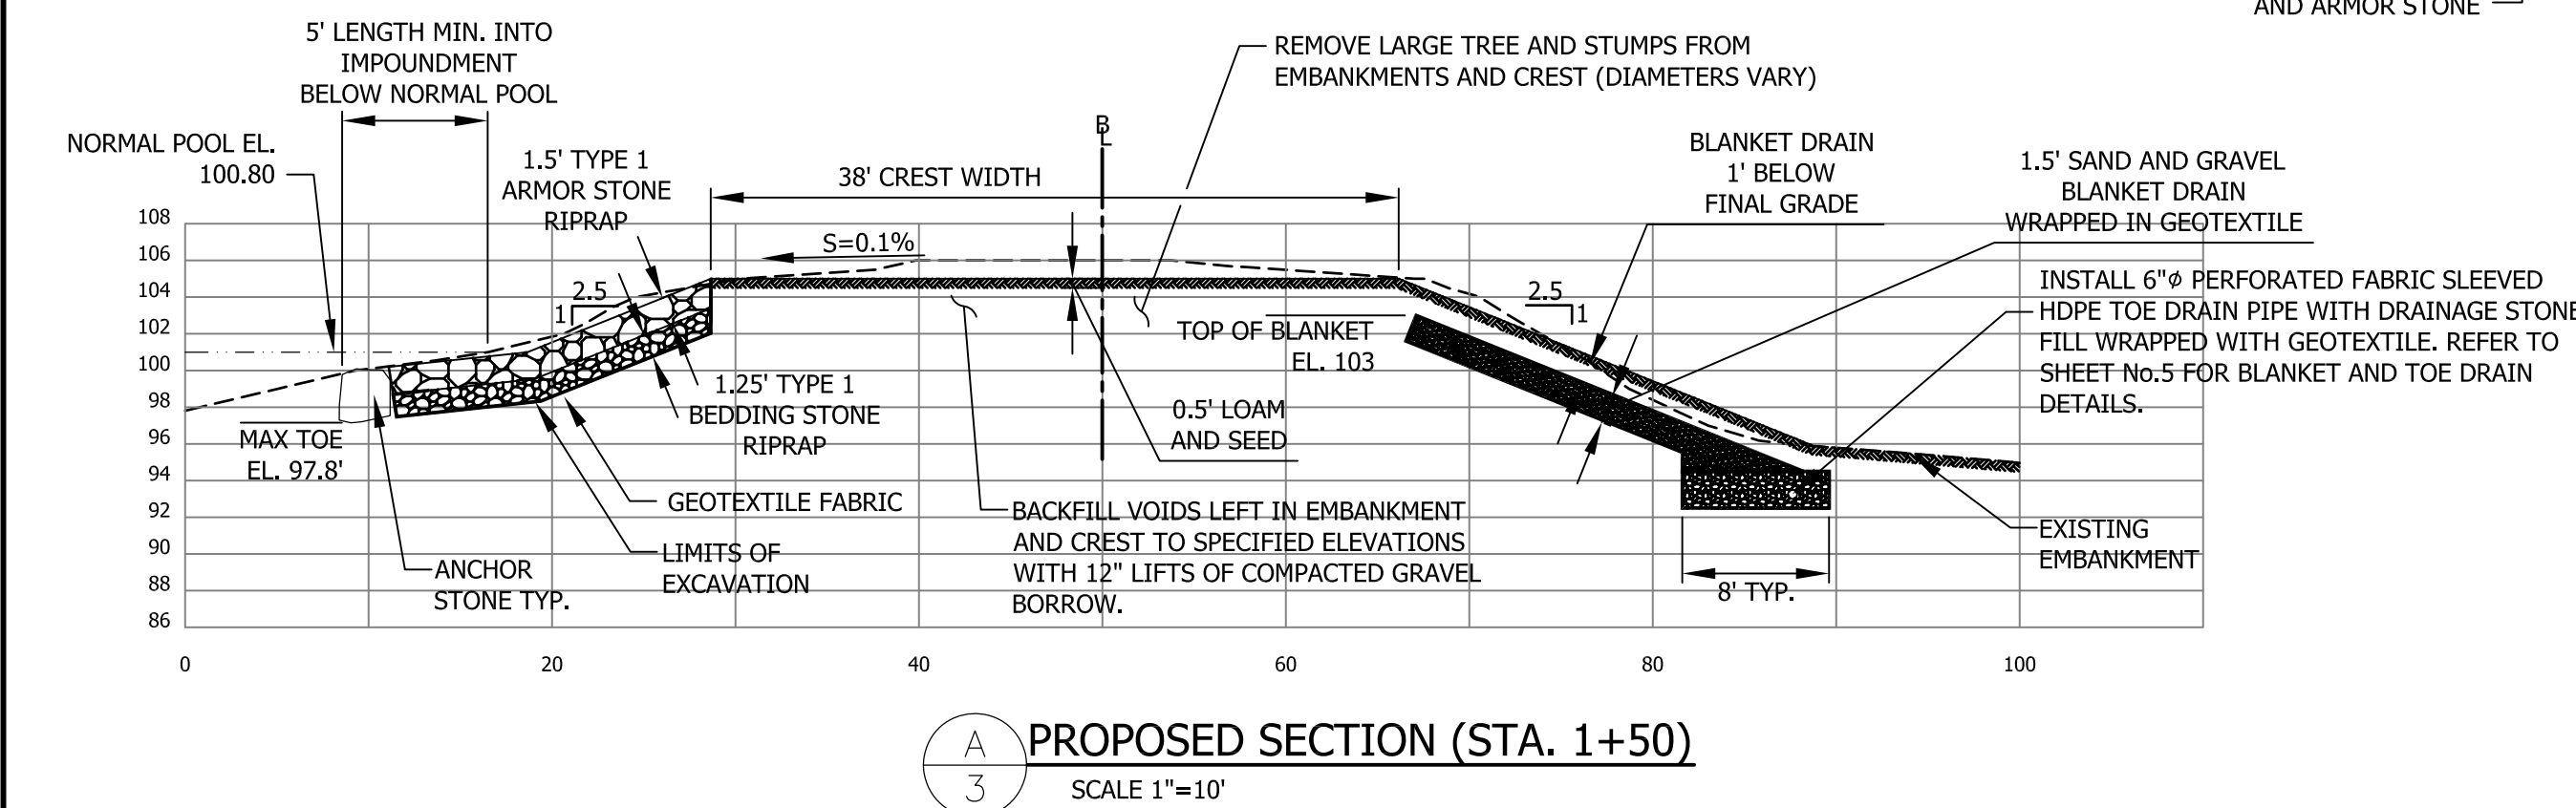 AND ARMOR STONE
5' LENGTH MIN. INTO
IMPOUNDMENT
BELOW NORMAL POOL
REMOVE LARGE TREE AND STUMPS FROM
EMBANKMENTS AND CREST (DIAMETERS VARY)
NORMAL POOL EL.
100.80
1.5' TYPE 1
ARMOR STONE
RIPRAP
38' CREST WIDTH
B
L
BLANKET DRAIN
1' BELOW
FINAL GRADE
1.5' SAND AND GRAVEL
BLANKET DRAIN
WRAPPED IN GEOTEXTILE
S=0.1%
2.5
1
2.5
1
INSTALL 6"φ PERFORATED FABRIC SLEEVED
HDPE TOE DRAIN PIPE WITH DRAINAGE STONE
FILL WRAPPED WITH GEOTEXTILE. REFER TO
SHEET No.5 FOR BLANKET AND TOE DRAIN
DETAILS.
TOP OF BLANKET
EL. 103
1.25' TYPE 1
BEDDING STONE
RIPRAP
0.5' LOAM
AND SEED
MAX TOE
EL. 97.8'
GEOTEXTILE FABRIC
LIMITS OF
EXCAVATION
ANCHOR
STONE TYP.
BACKFILL VOIDS LEFT IN EMBANKMENT
AND CREST TO SPECIFIED ELEVATIONS
WITH 12" LIFTS OF COMPACTED GRAVEL
BORROW.
8' TYP.
EXISTING
EMBANKMENT
108
106
104
102
100
98
96
94
92
90
88
86
0
20
40
60
80
100
A
3
PROPOSED SECTION (STA. 1+50)
SCALE 1"=10'